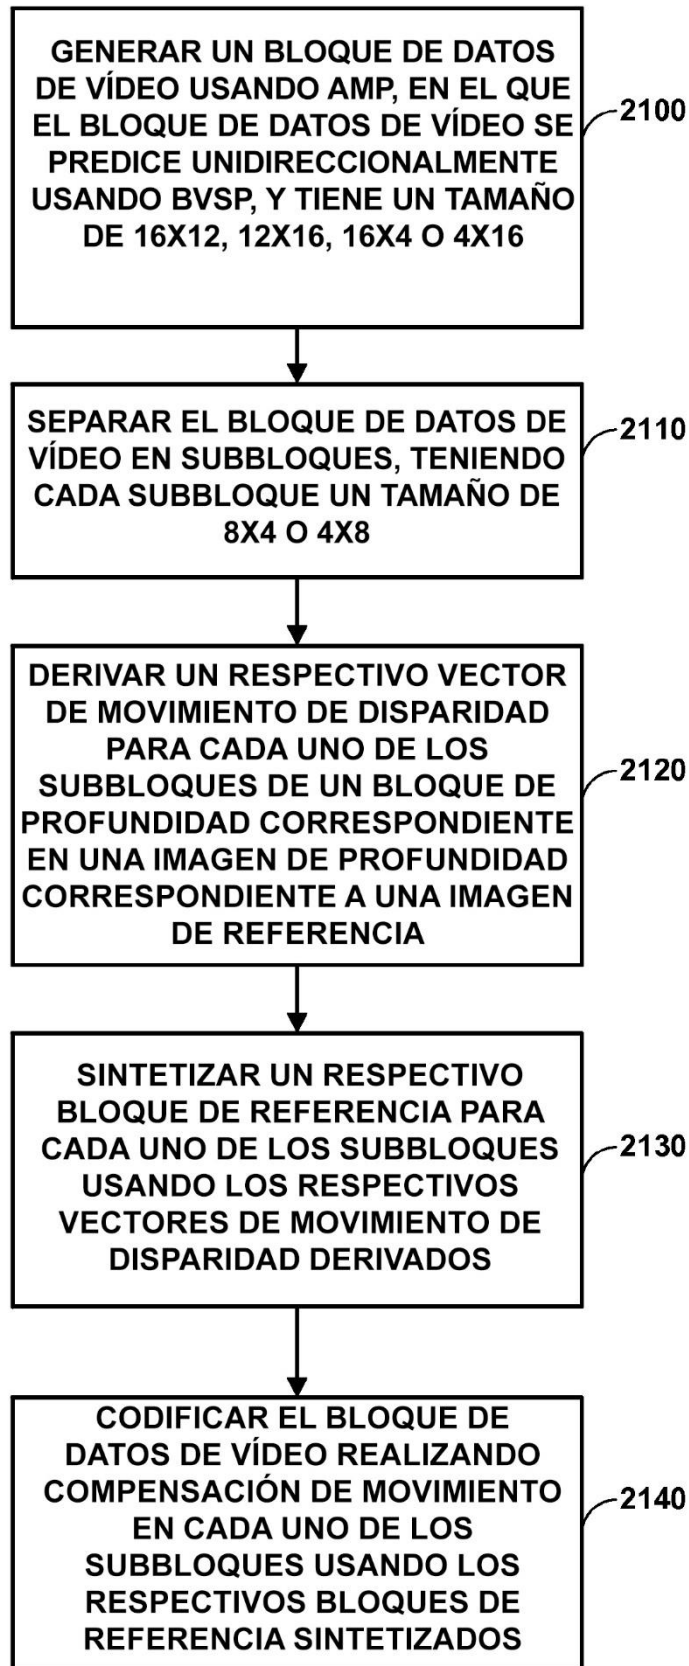 GENERAR UN BLOQUE DE DATOS
DE VÍDEO USANDO AMP, EN EL QUE
EL BLOQUE DE DATOS DE VÍDEO SE
PREDICE UNIDIRECCIONALMENTE
USANDO BVSP, Y TIENE UN TAMAÑO
DE 16X12, 12X16, 16X4 O 4X16
2100
SEPARAR EL BLOQUE DE DATOS DE
VÍDEO EN SUBBLOQUES, TENIENDO
CADA SUBBLOQUE UN TAMAÑO DE
8X4 O 4X8
2110
DERIVAR UN RESPECTIVO VECTOR
DE MOVIMIENTO DE DISPARIDAD
PARA CADA UNO DE LOS
SUBBLOQUES DE UN BLOQUE DE
PROFUNDIDAD CORRESPONDIENTE
EN UNA IMAGEN DE PROFUNDIDAD
CORRESPONDIENTE A UNA IMAGEN
DE REFERENCIA
2120
SINTETIZAR UN RESPECTIVO
BLOQUE DE REFERENCIA PARA
CADA UNO DE LOS SUBBLOQUES
USANDO LOS RESPECTIVOS
VECTORES DE MOVIMIENTO DE
DISPARIDAD DERIVADOS
2130
CODIFICAR EL BLOQUE DE
DATOS DE VÍDEO REALIZANDO
COMPENSACIÓN DE MOVIMIENTO
EN CADA UNO DE LOS
SUBBLOQUES USANDO LOS
RESPECTIVOS BLOQUES DE
REFERENCIA SINTETIZADOS
2140